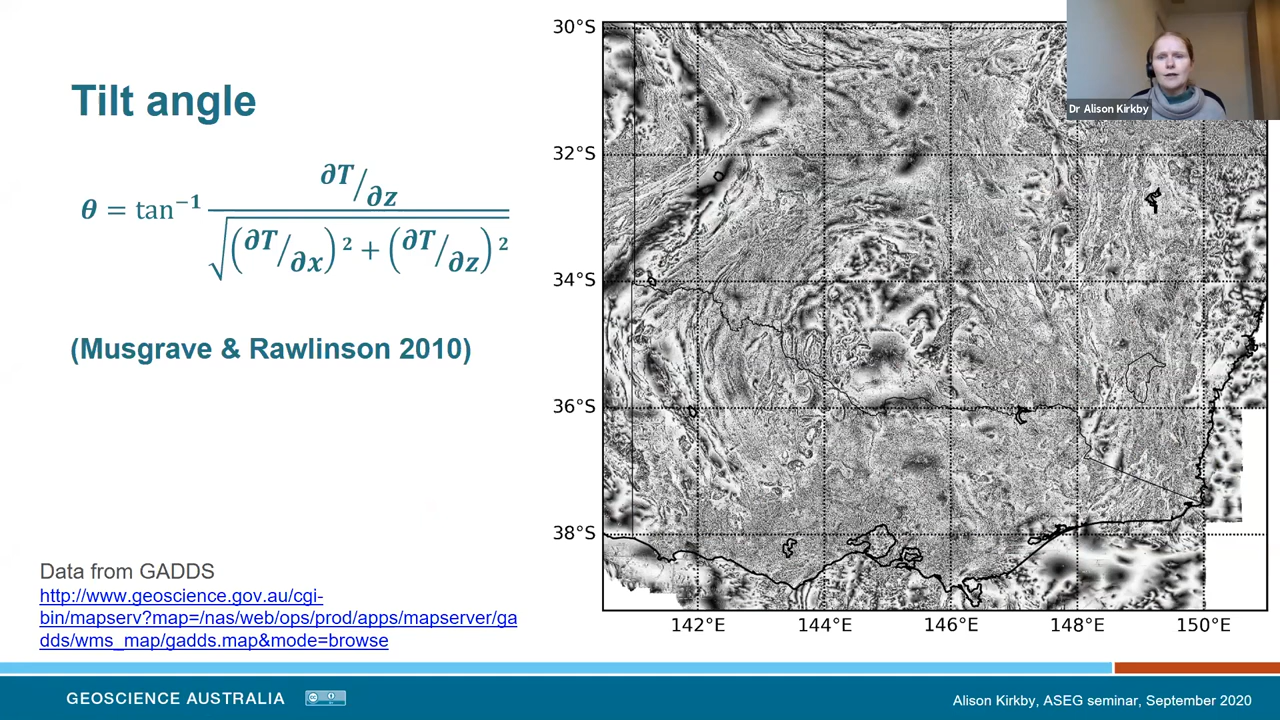 Tilt angle
θ = tan⁻¹ ∂T/∂z / √((∂T/∂x)² + (∂T/∂z)²)
(Musgrave & Rawlinson 2010)
Data from GADDS
http://www.geoscience.gov.au/cgi-
bin/mapserv?map=/nas/web/ops/prod/apps/mapserver/ga
dds/wms_map/gadds.map&mode=browse
30°S
32°S
34°S
36°S
38°S
142°E
144°E
146°E
148°E
150°E
Dr Alison Kirkby
GEOSCIENCE AUSTRALIA
Alison Kirkby, ASEG seminar, September 2020